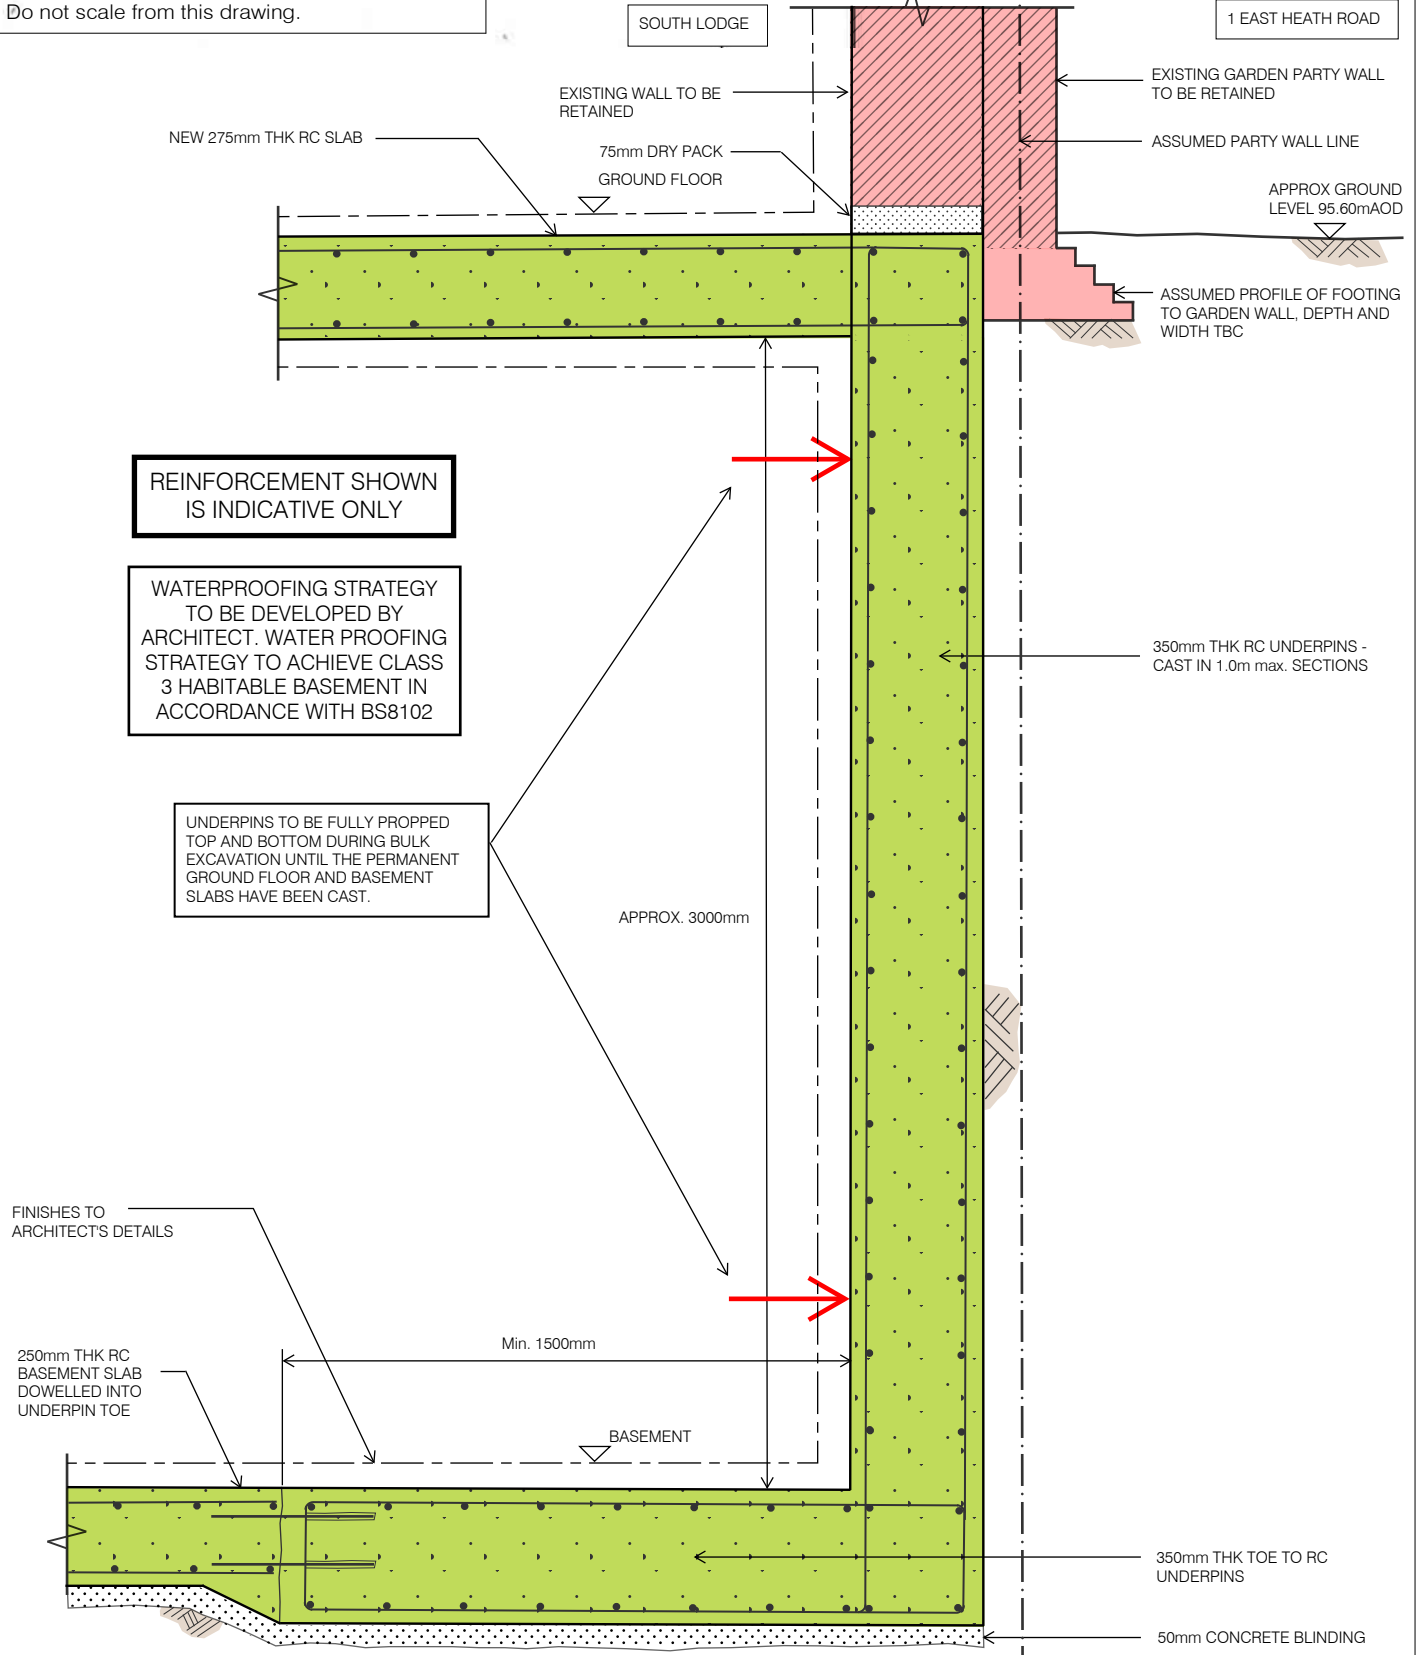 Do not scale from this drawing.
SOUTH LODGE
1 EAST HEATH ROAD
EXISTING WALL TO BE
RETAINED
EXISTING GARDEN PARTY WALL
TO BE RETAINED
NEW 275mm THK RC SLAB
75mm DRY PACK
ASSUMED PARTY WALL LINE
GROUND FLOOR
APPROX GROUND
LEVEL 95.60mAOD
ASSUMED PROFILE OF FOOTING
TO GARDEN WALL, DEPTH AND
WIDTH TBC
REINFORCEMENT SHOWN
IS INDICATIVE ONLY
WATERPROOFING STRATEGY
TO BE DEVELOPED BY
ARCHITECT. WATER PROOFING
STRATEGY TO ACHIEVE CLASS
3 HABITABLE BASEMENT IN
ACCORDANCE WITH BS8102
350mm THK RC UNDERPINS -
CAST IN 1.0m max. SECTIONS
UNDERPINS TO BE FULLY PROPPED
TOP AND BOTTOM DURING BULK
EXCAVATION UNTIL THE PERMANENT
GROUND FLOOR AND BASEMENT
SLABS HAVE BEEN CAST.
APPROX. 3000mm
FINISHES TO
ARCHITECT'S DETAILS
Min. 1500mm
250mm THK RC
BASEMENT SLAB
DOWELLED INTO
UNDERPIN TOE
BASEMENT
350mm THK TOE TO RC
UNDERPINS
50mm CONCRETE BLINDING